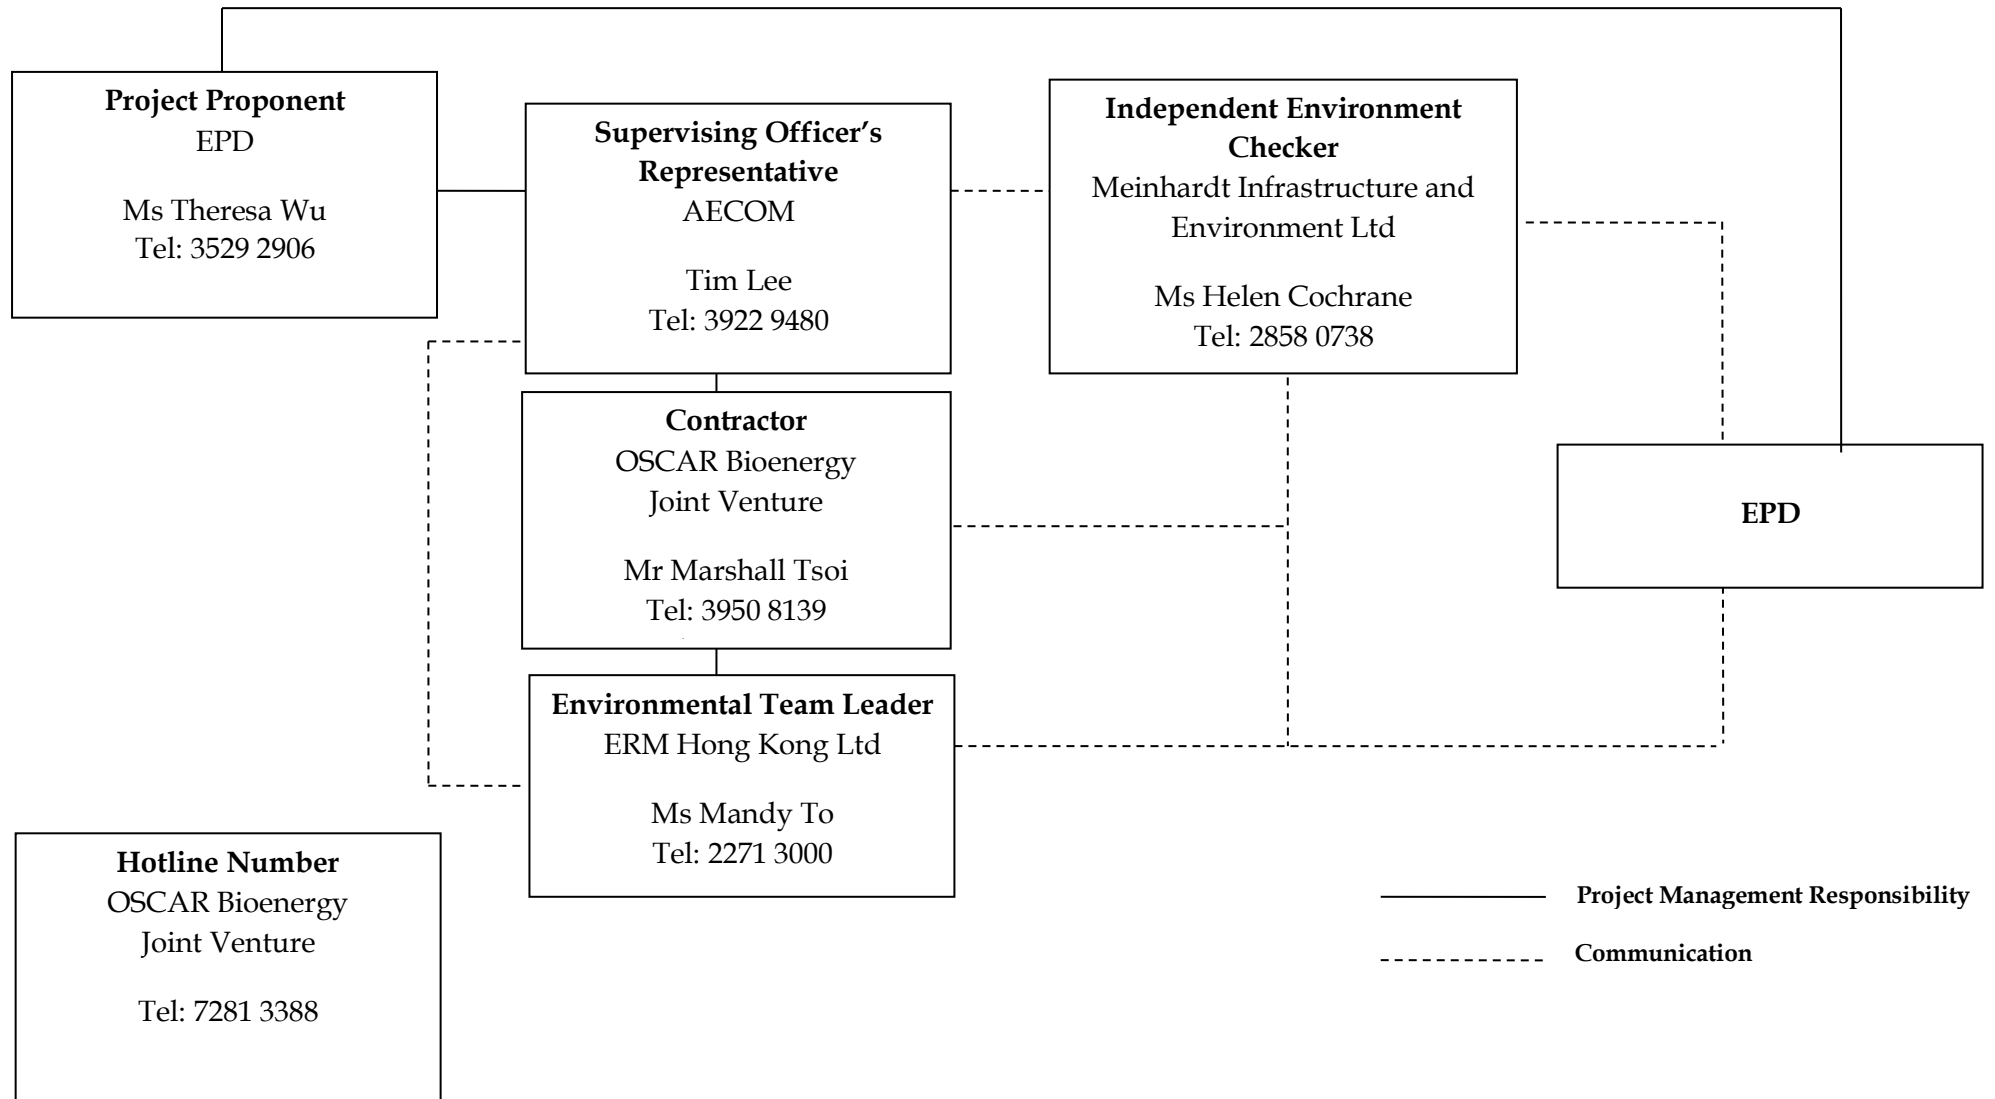 Project Proponent
EPD
Ms Theresa Wu
Tel: 3529 2906
Supervising Officer’s
Representative
AECOM
Tim Lee
Tel: 3922 9480
Independent Environment
Checker
Meinhardt Infrastructure and
Environment Ltd
Ms Helen Cochrane
Tel: 2858 0738
Contractor
OSCAR Bioenergy
Joint Venture
Mr Marshall Tsoi
Tel: 3950 8139
EPD
Environmental Team Leader
ERM Hong Kong Ltd
Ms Mandy To
Tel: 2271 3000
Hotline Number
OSCAR Bioenergy
Joint Venture
Tel: 7281 3388
Project Management Responsibility
Communication